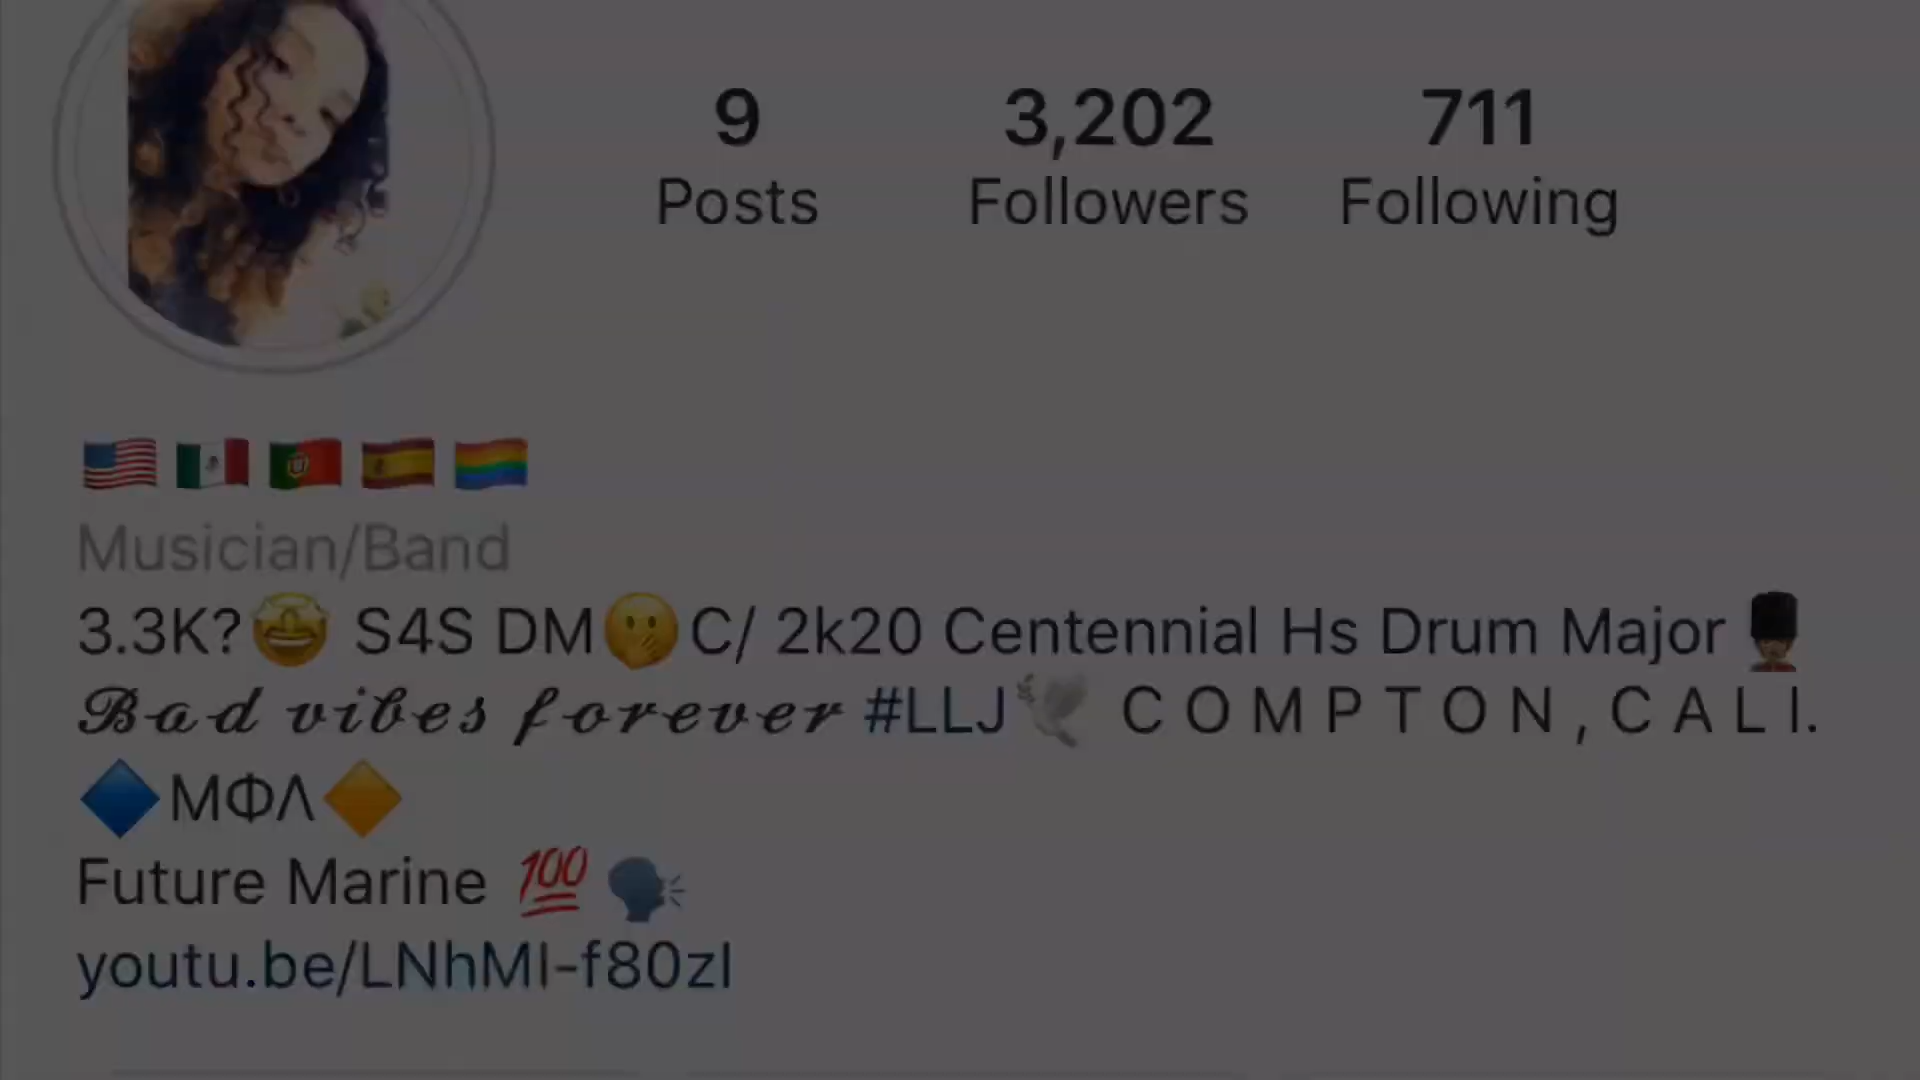 9 3,202 711
Posts Followers Following
🇺🇸 🇲🇽 🇵🇹 🇪🇸 🏳️‍🌈
Musician/Band
3.3K?🤩 S4S DM🤭C/ 2k20 Centennial Hs Drum Major 💂🏽
𝓑𝓪𝓭 𝓿𝓲𝓫𝓮𝓼 𝓯𝓸𝓻𝓮𝓿𝓮𝓻 #LLJ🕊 C O M P T O N , C A L I.
🔷ΜΦΛ🔶
Future Marine 💯🗣
youtu.be/LNhMI-f80zI